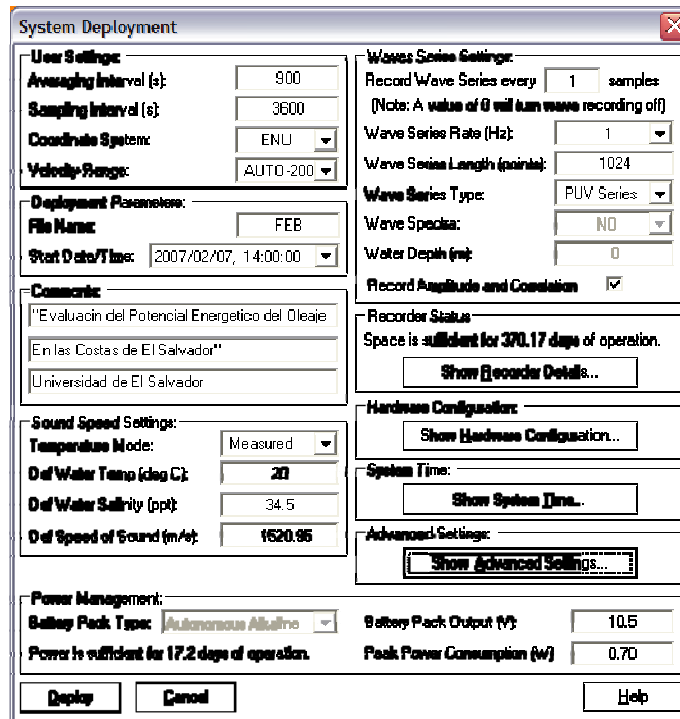 System Deployment
User Settings:
Averaging Interval (s): 900
Sampling Interval (s): 3600
Coordinate System: ENU
Velocity Range: AUTO-200
Deployment Parameters:
File Name: FEB
Start Date/Time: 2007/02/07, 14:00:00
Comments:
"Evaluacin del Potencial Energetico del Oleaje
En las Costas de El Salvador"
Universidad de El Salvador
Sound Speed Settings:
Temperature Mode: Measured
Def Water Temp (deg C): 20
Def Water Salinity (ppt): 34.5
Def Speed of Sound (m/s): 1520.95
Waves Series Settings:
Record Wave Series every 1 samples
(Note: A value of 0 will turn wave recording off)
Wave Series Rate (Hz): 1
Wave Series Length (points): 1024
Wave Series Type: PUV Series
Wave Spectra: NO
Water Depth (m): 0
Record Amplitude and Correlation
Recorder Status
Space is sufficient for 370.17 days of operation.
Show Recorder Details...
Hardware Configuration:
Show Hardware Configuration...
System Time:
Show System Time...
Advanced Settings:
Show Advanced Settings...
Power Management:
Battery Pack Type: Autonomous Alkaline
Battery Pack Output (V): 10.5
Power is sufficient for 17.2 days of operation.
Peak Power Consumption (W) 0.70
Deploy Cancel Help